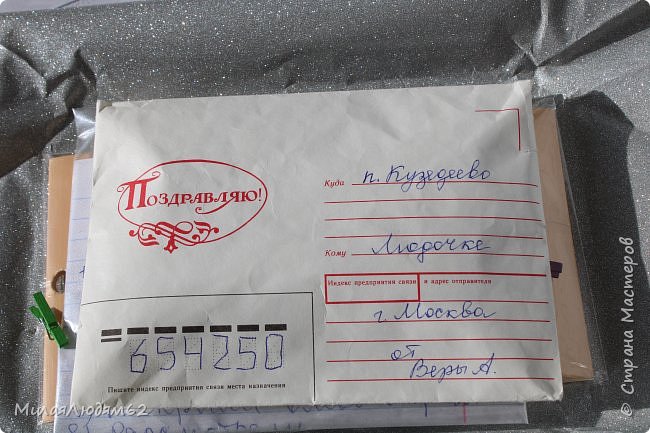 Поздравляю!
Куда п. Кузедеево
Кому Людочке
Индекс предприятия связи и адрес отправителя
г. Москва
от
Веры А.
654250
Пишите индекс предприятия связи места назначения
МилаяЛюдям62
© Страна Мастеров